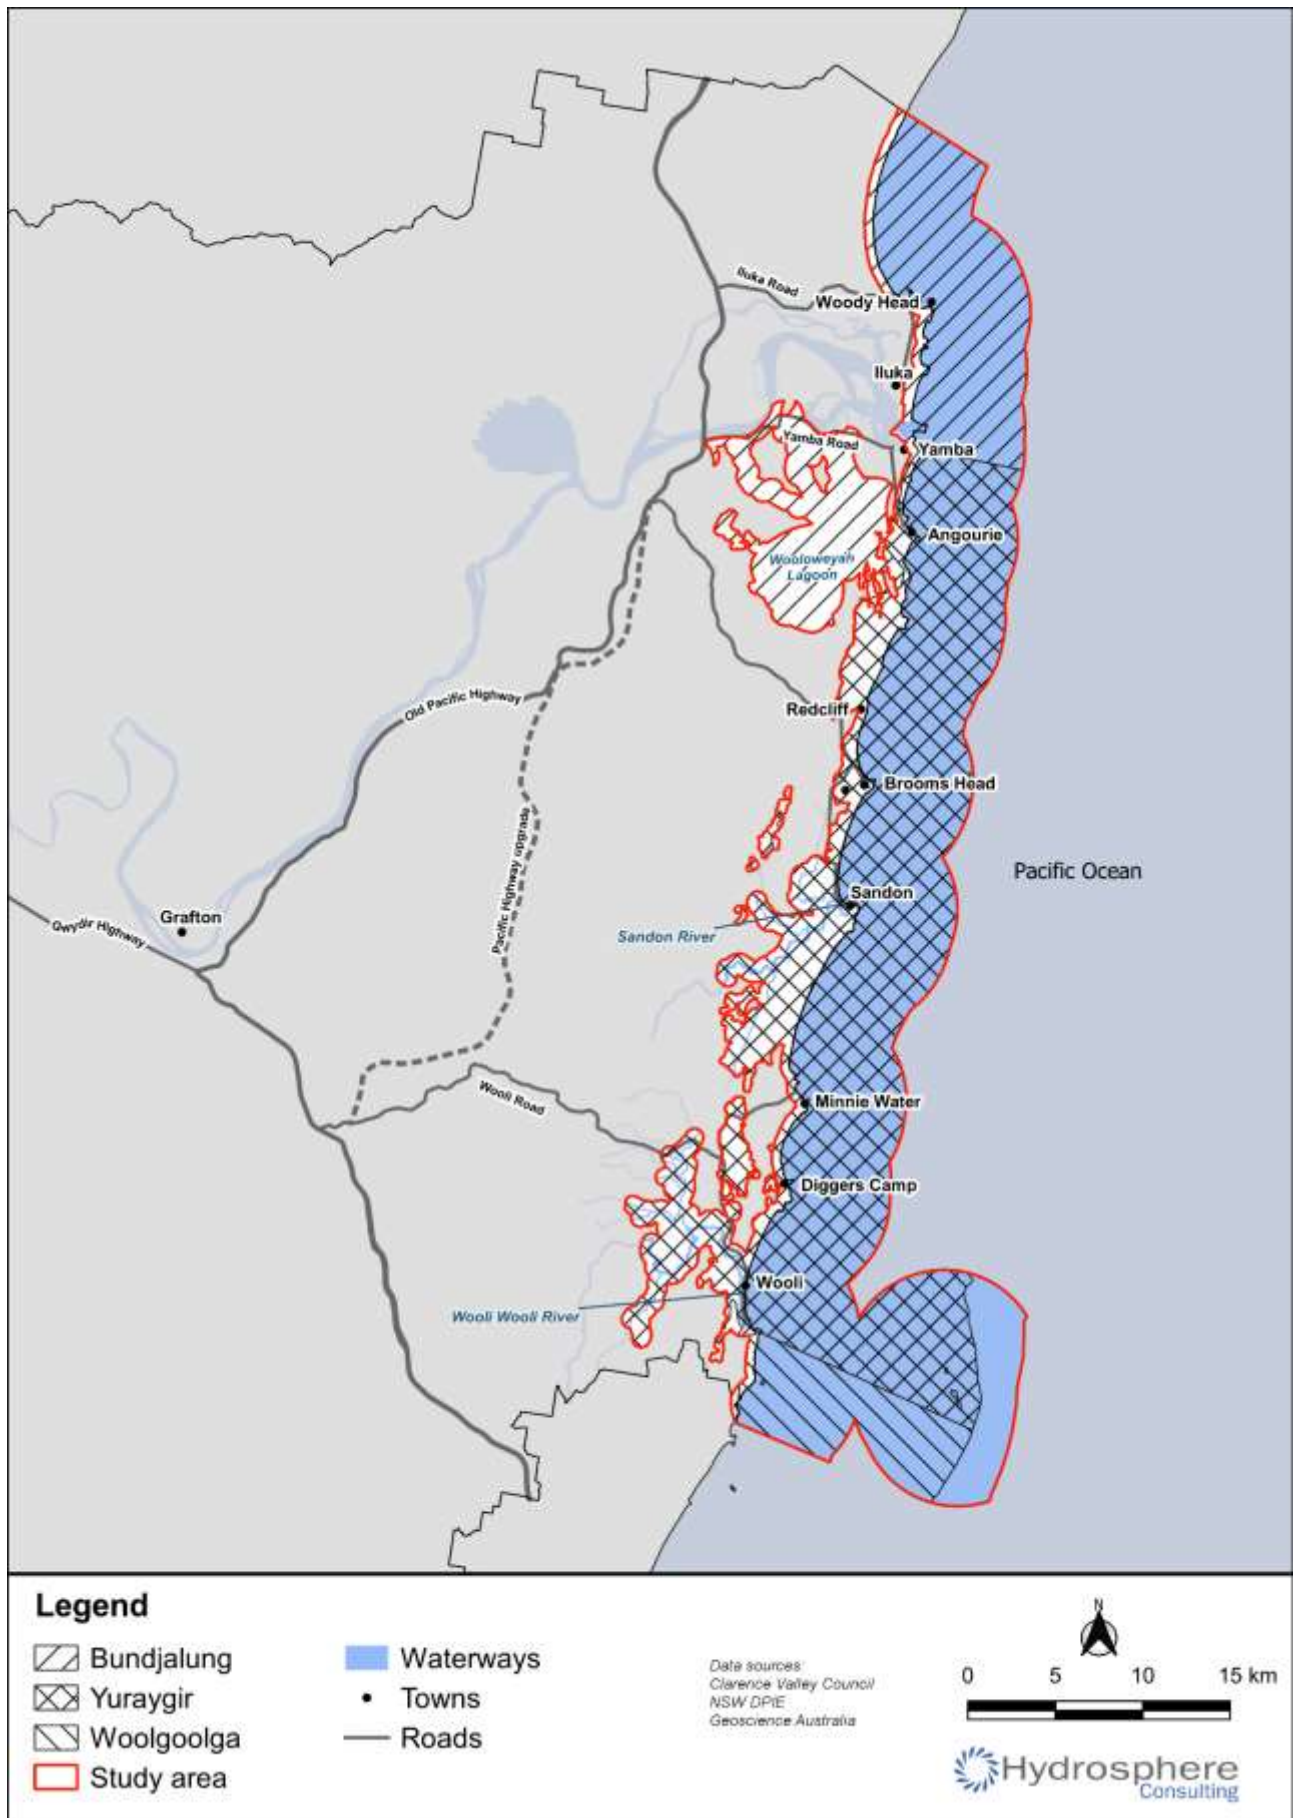 Iluka Road
Woody Head
Iluka
Yamba Road
Yamba
Angourie
Wooloweyah
Lagoon
Old Pacific Highway
Redcliff
Brooms Head
Pacific Highway upgrade
Pacific Ocean
Sandon
Grafton
Gwydir Highway
Sandon River
Wooli Road
Minnie Water
Diggers Camp
Wooli
Wooli Wooli River
Legend
Bundjalung
Yuraygir
Woolgoolga
Study area
Waterways
Towns
Roads
Data sources:
Clarence Valley Council
NSW DPIE
Geoscience Australia
N
0 5 10 15 km
Hydrosphere
Consulting